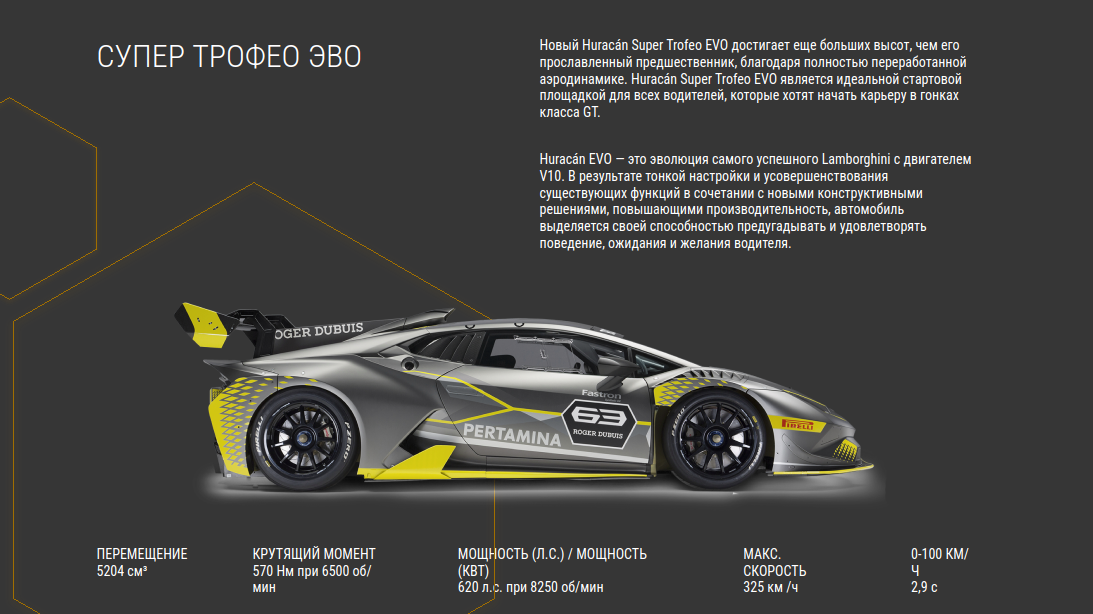 СУПЕР ТРОФЕО ЭВО
Новый Huracán Super Trofeo EVO достигает еще больших высот, чем его
прославленный предшественник, благодаря полностью переработанной
аэродинамике. Huracán Super Trofeo EVO является идеальной стартовой
площадкой для всех водителей, которые хотят начать карьеру в гонках
класса GT.
Huracán EVO — это эволюция самого успешного Lamborghini с двигателем
V10. В результате тонкой настройки и усовершенствования
существующих функций в сочетании с новыми конструктивными
решениями, повышающими производительность, автомобиль
выделяется своей способностью предугадывать и удовлетворять
поведение, ожидания и желания водителя.
ROGER DUBUIS
Fastron
63
ROGER DUBUIS
PERTAMINA
PIRELLI
P ZERO
P ZERO
ПЕРЕМЕЩЕНИЕ
5204 см³
КРУТЯЩИЙ МОМЕНТ
570 Нм при 6500 об/
мин
МОЩНОСТЬ (Л.С.) / МОЩНОСТЬ
(КВТ)
620 л.с. при 8250 об/мин
МАКС.
СКОРОСТЬ
325 км /ч
0-100 КМ/
Ч
2,9 с